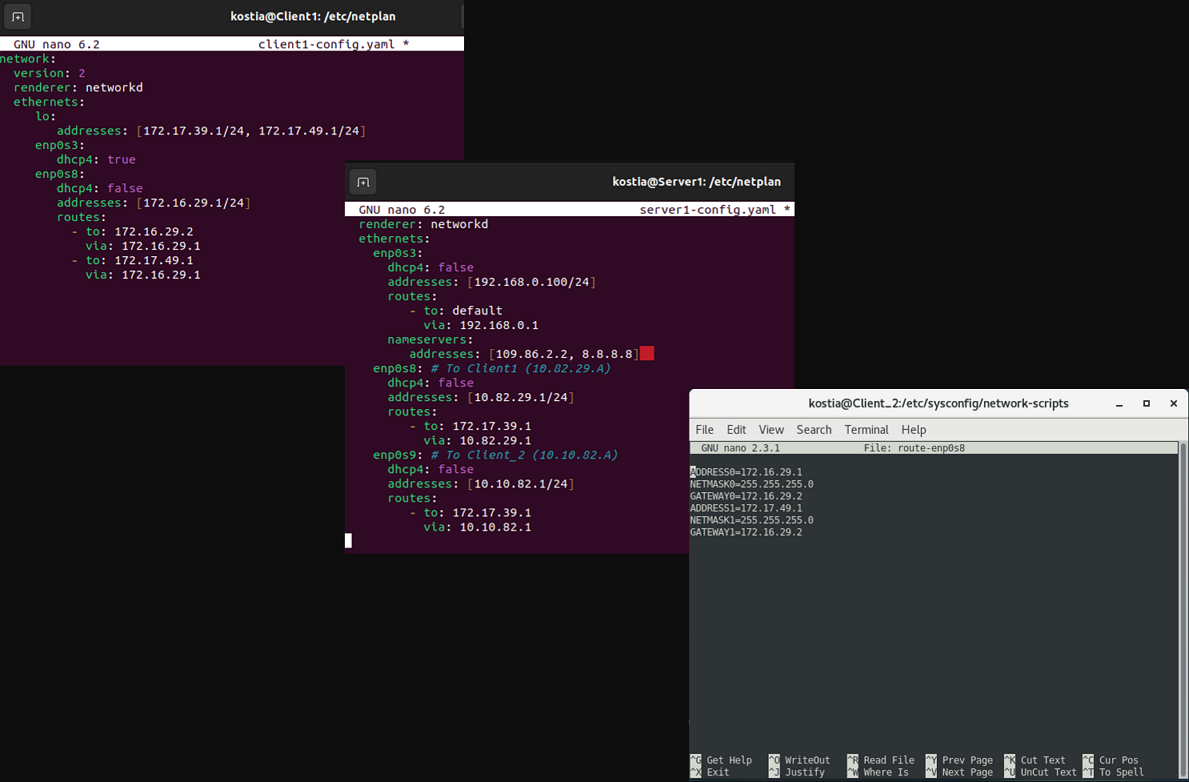 kostia@Client1: /etc/netplan
GNU nano 6.2 client1-config.yaml *
network:
version: 2
renderer: networkd
ethernets:
lo:
addresses: [172.17.39.1/24, 172.17.49.1/24]
enp0s3:
dhcp4: true
enp0s8:
dhcp4: false
addresses: [172.16.29.1/24]
routes:
- to: 172.16.29.2
via: 172.16.29.1
- to: 172.17.49.1
via: 172.16.29.1
kostia@Server1: /etc/netplan
GNU nano 6.2 server1-config.yaml *
renderer: networkd
ethernets:
enp0s3:
dhcp4: false
addresses: [192.168.0.100/24]
routes:
- to: default
via: 192.168.0.1
nameservers:
addresses: [109.86.2.2, 8.8.8.8]
enp0s8: # To Client1 (10.82.29.A)
dhcp4: false
addresses: [10.82.29.1/24]
routes:
- to: 172.17.39.1
via: 10.82.29.1
enp0s9: # To Client_2 (10.10.82.A)
dhcp4: false
addresses: [10.10.82.1/24]
routes:
- to: 172.17.39.1
via: 10.10.82.1
kostia@Client_2:/etc/sysconfig/network-scripts
File Edit View Search Terminal Help
GNU nano 2.3.1 File: route-enp0s8
ADDRESS0=172.16.29.1
NETMASK0=255.255.255.0
GATEWAY0=172.16.29.2
ADDRESS1=172.17.49.1
NETMASK1=255.255.255.0
GATEWAY1=172.16.29.2
^G Get Help ^O WriteOut ^R Read File ^Y Prev Page ^K Cut Text ^C Cur Pos
^X Exit ^J Justify ^W Where Is ^V Next Page ^U UnCut Text ^T To Spell